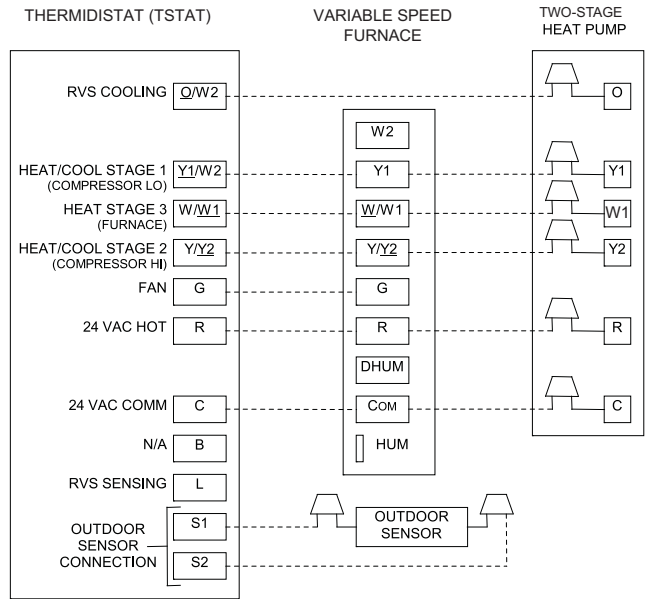 THERMIDISTAT (TSTAT)
VARIABLE SPEED
FURNACE
TWO-STAGE
HEAT PUMP
RVS COOLING
O/W2
O
W2
HEAT/COOL STAGE 1
(COMPRESSOR LO)
Y1/W2
Y1
Y1
HEAT STAGE 3
(FURNACE)
W/W1
W/W1
W1
HEAT/COOL STAGE 2
(COMPRESSOR HI)
Y/Y2
Y/Y2
Y2
FAN
G
G
24 VAC HOT
R
R
R
DHUM
24 VAC COMM
C
COM
C
N/A
B
HUM
RVS SENSING
L
OUTDOOR
SENSOR
CONNECTION
S1
S2
OUTDOOR
SENSOR